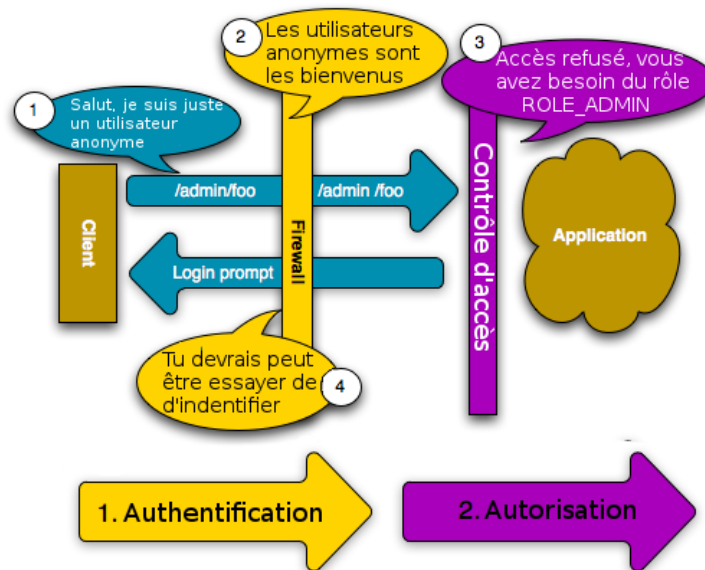 1
Salut, je suis juste
un utilisateur
anonyme
2
Les utilisateurs
anonymes sont
les bienvenus
3
Accès refusé, vous
avez besoin du rôle
ROLE_ADMIN
Client
/admin/foo
Firewall
/admin /foo
Contrôle d'accès
Application
Login prompt
Tu devrais peut
être essayer de
d'indentifier
4
1. Authentification
2. Autorisation